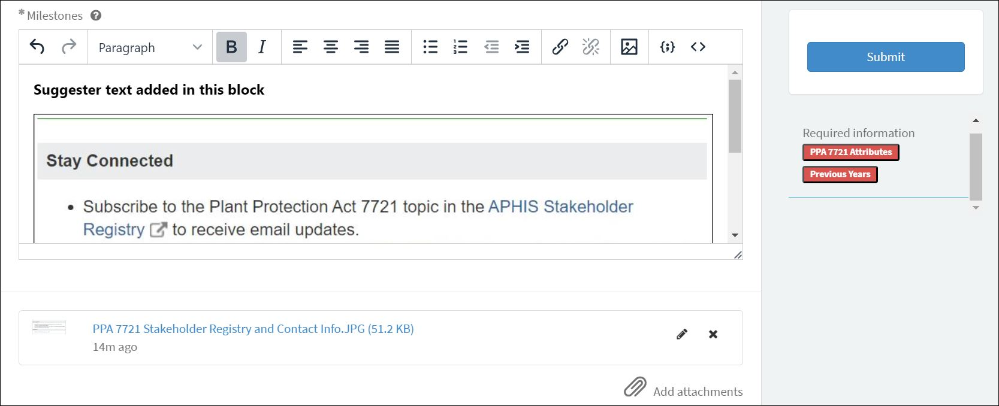 * Milestones ?
Paragraph
B I
Suggester text added in this block
Stay Connected
• Subscribe to the Plant Protection Act 7721 topic in the APHIS Stakeholder
Registry to receive email updates.
PPA 7721 Stakeholder Registry and Contact Info.JPG (51.2 KB)
14m ago
Add attachments
Submit
Required information
PPA 7721 Attributes
Previous Years